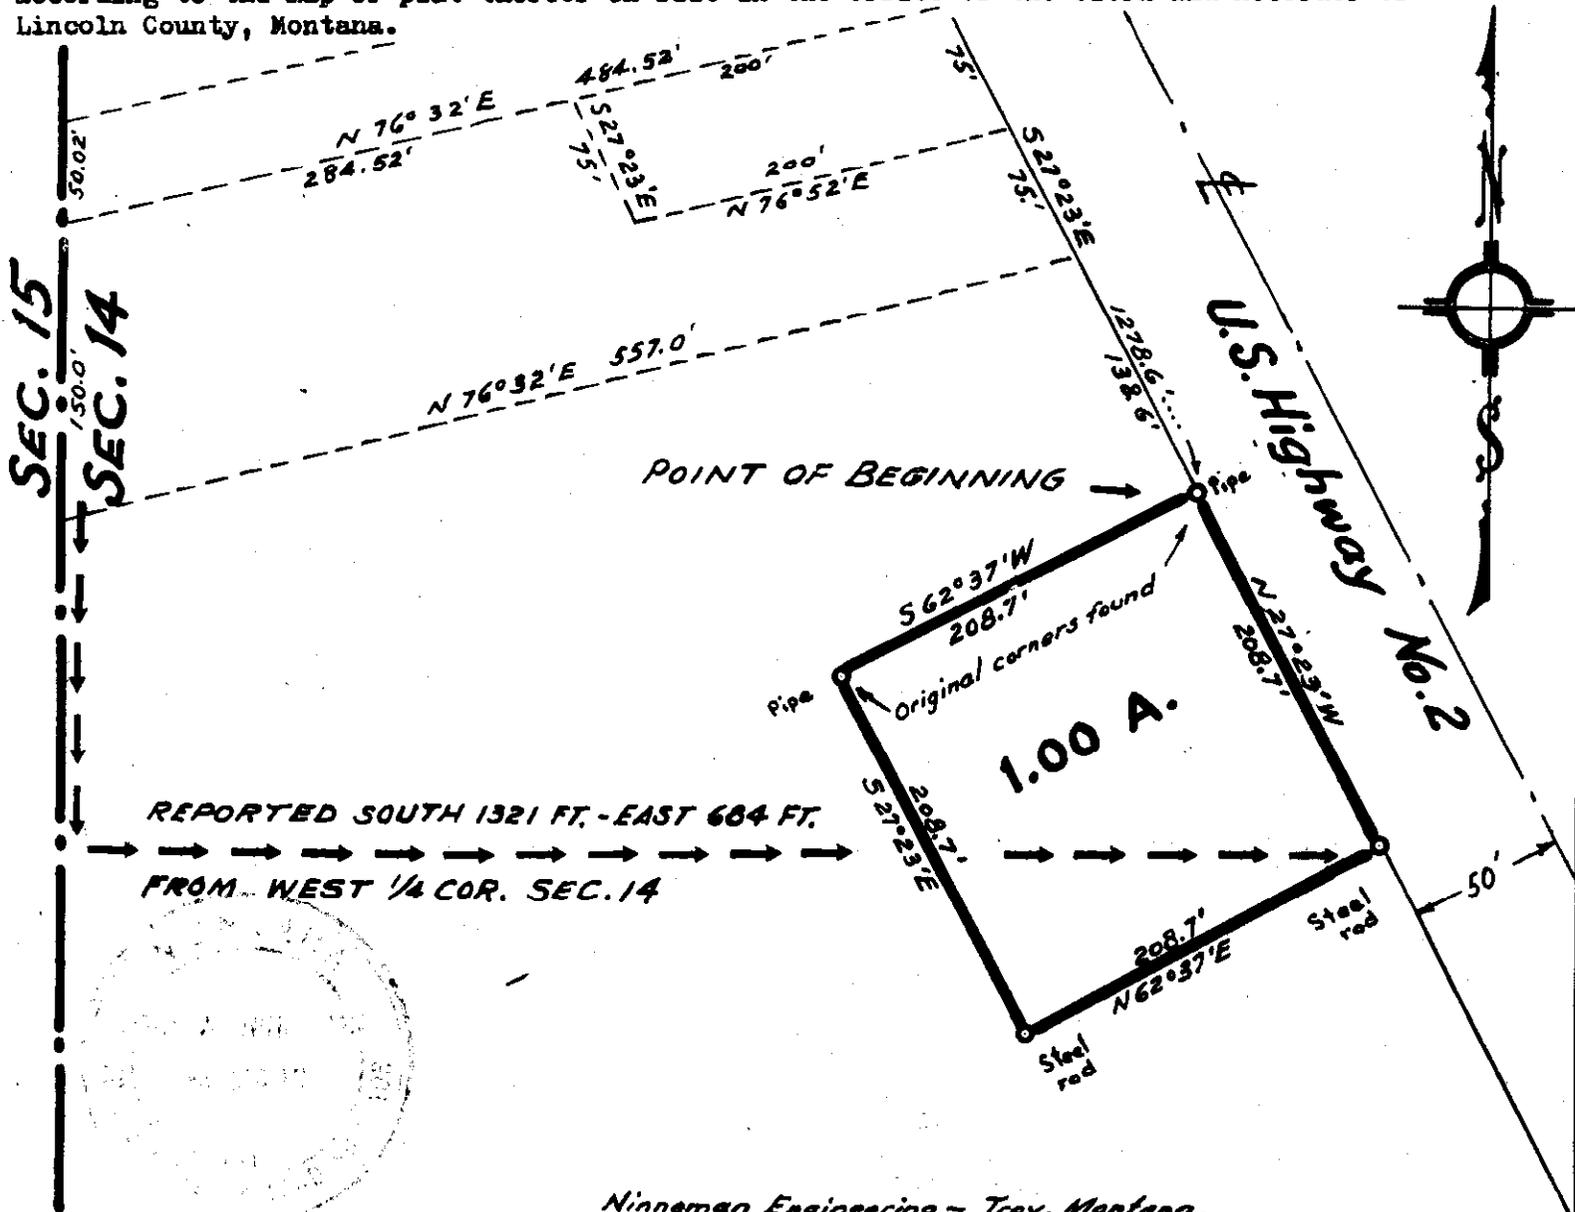 Lincoln County, Montana.
484.52'
200'
75'
N 76° 32' E
284.52'
50.02'
S 27°23'E
75'
200'
N 76°52'E
S 27°23'E
75.'
SEC. 15
150.0'
SEC. 14
N 76°32'E 557.0'
1278.6'....
138.6'
U.S. Highway No. 2
N
S
POINT OF BEGINNING
Pipe
S 62°37'W
208.7'
Original corners found
N 27°23'W
208.7'
Pipe
1.00 A.
208.7'
S 27°23'E
REPORTED SOUTH 1321 FT. - EAST 684 FT.
FROM WEST 1/4 COR. SEC. 14
50'
208.7'
N 62°37'E
Steel
rod
Steel
rod
Ninneman Engineering - Troy, Montana